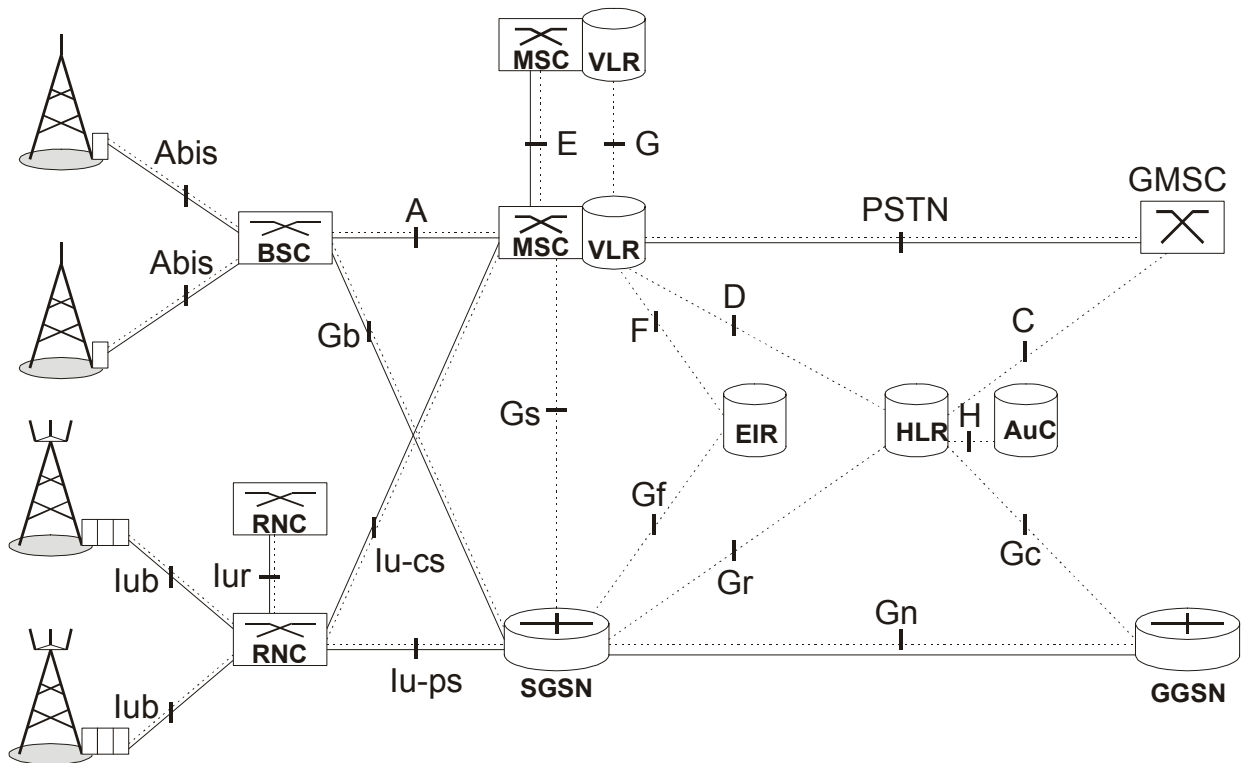 MSC
VLR
E
G
Abis
GMSC
A
PSTN
BSC
MSC
VLR
Abis
D
F
C
Gb
Gs
H
EIR
HLR
AuC
Gf
RNC
Iu-cs
Gc
Iub
Iur
Gr
Gn
RNC
Iu-ps
SGSN
GGSN
Iub